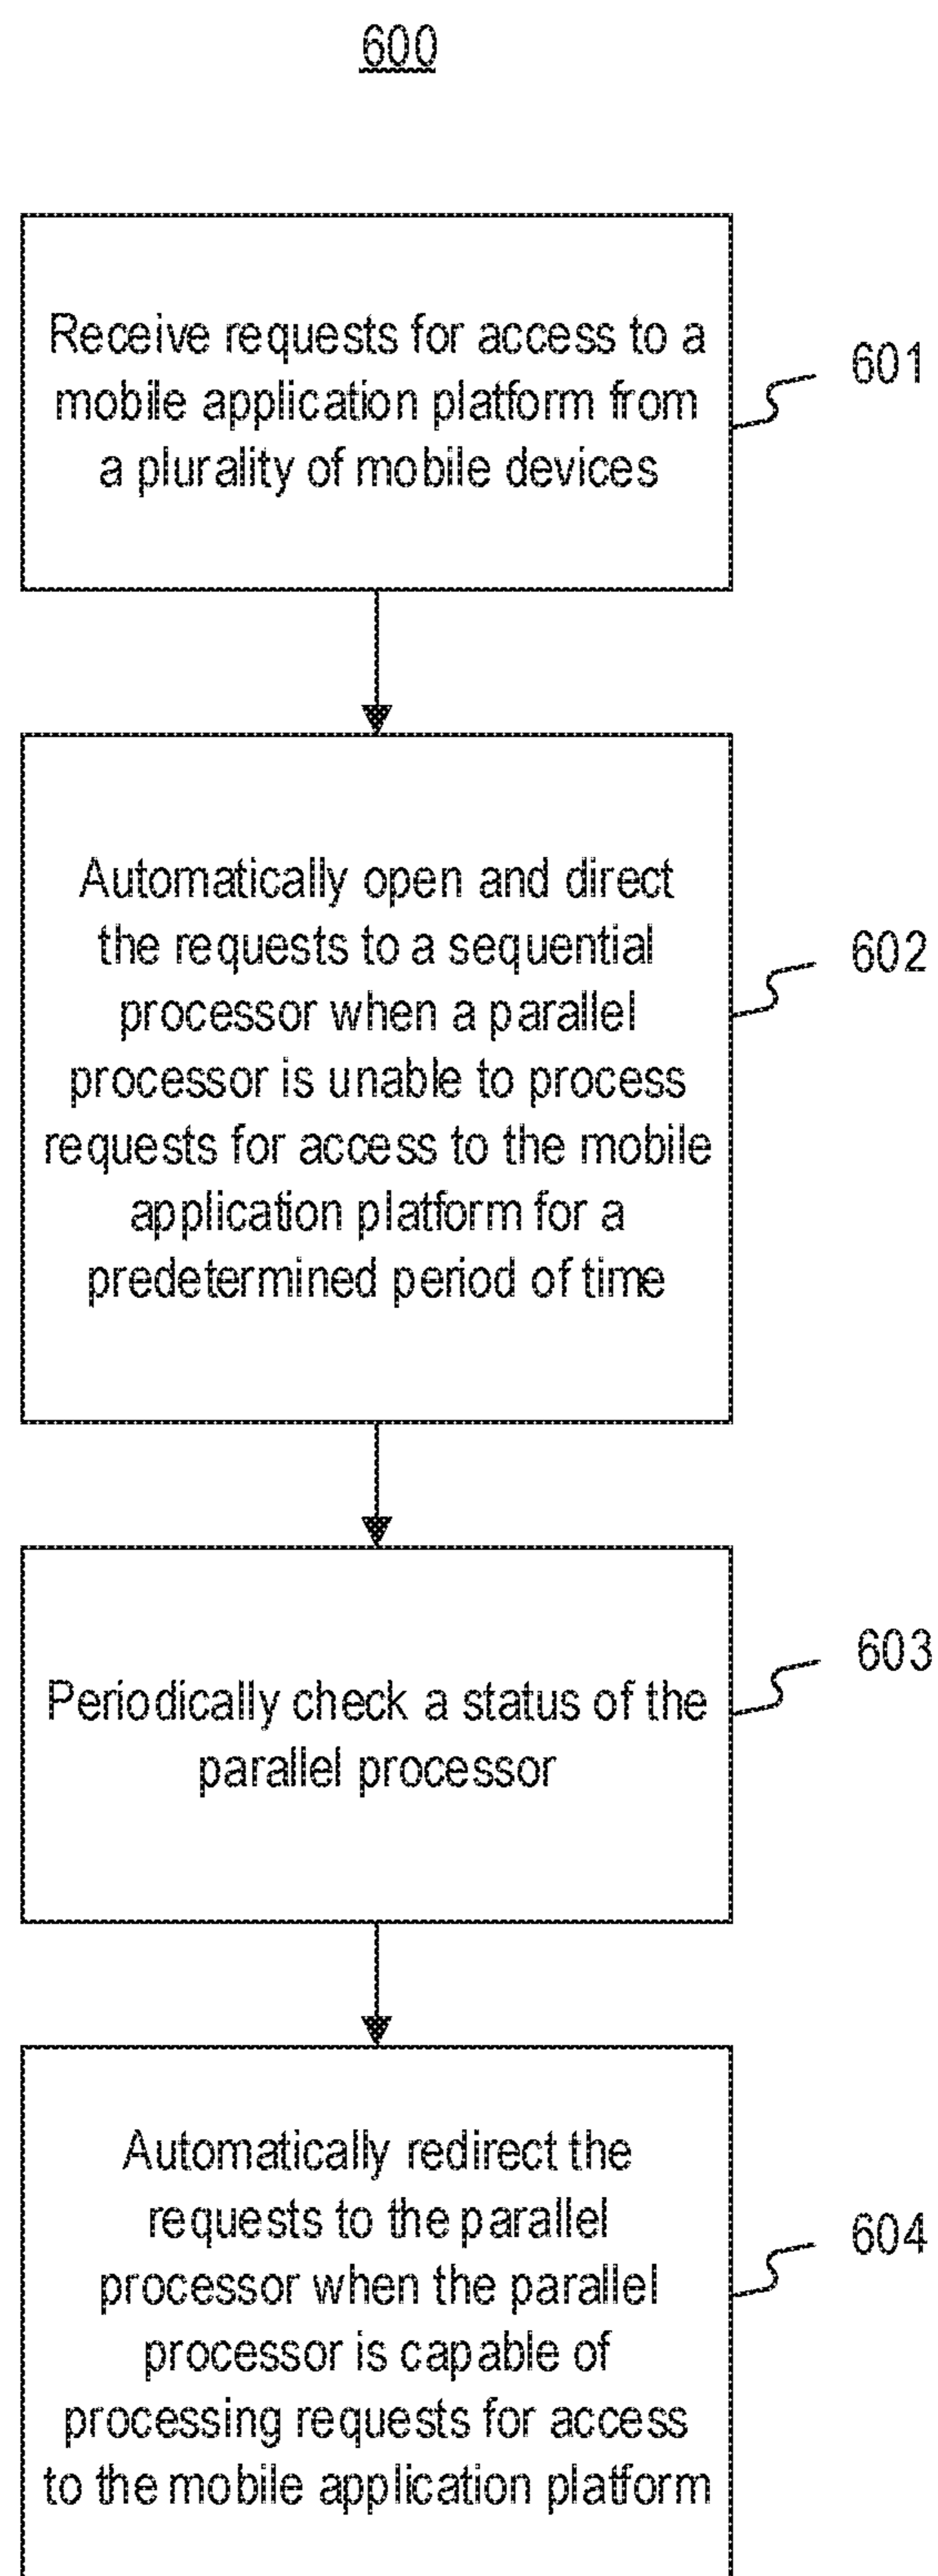 600
Receive requests for access to a
mobile application platform from
a plurality of mobile devices
601
Automatically open and direct
the requests to a sequential
processor when a parallel
processor is unable to process
requests for access to the mobile
application platform for a
predetermined period of time
602
Periodically check a status of the
parallel processor
603
Automatically redirect the
requests to the parallel
processor when the parallel
processor is capable of
processing requests for access
to the mobile application platform
604